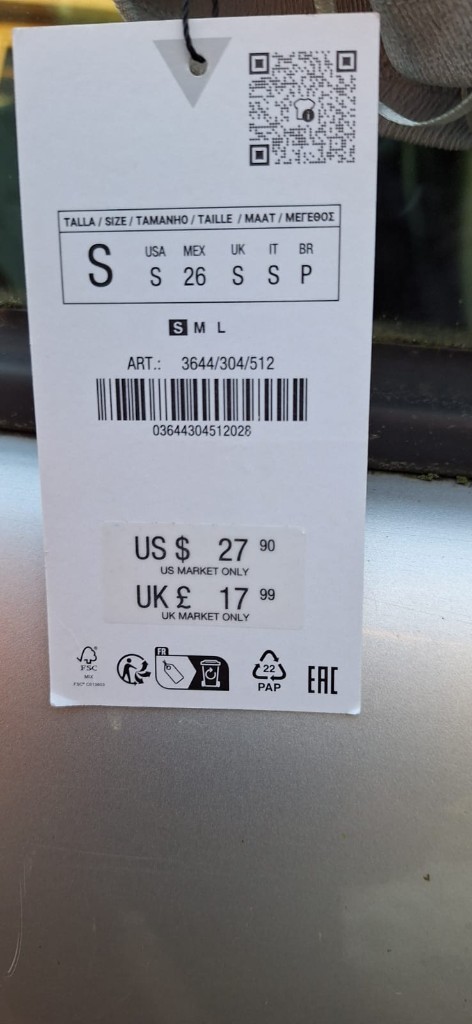 TALLA / SIZE / TAMANHO / TAILLE / MAAT / ΜΕΓΕΘΟΣ
S
USA MEX UK IT BR
S 26 S S P
S M L
ART.: 3644/304/512
03644304512028
US $ 27 90
US MARKET ONLY
UK £ 17 99
UK MARKET ONLY
FSC
FR
22
PAP
EAC